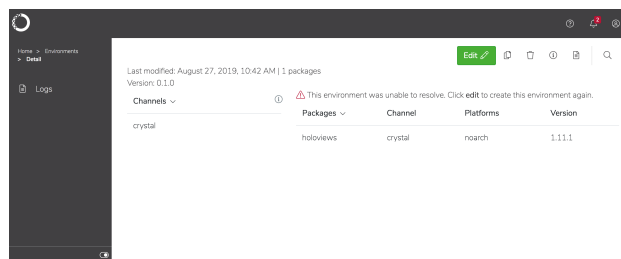 2
Home > Environments
> Detail
Edit
Logs
Last modified: August 27, 2019, 10:42 AM | 1 packages
Version: 0.1.0
Channels
This environment was unable to resolve. Click edit to create this environment again.
Packages Channel Platforms Version
crystal
holoviews crystal noarch 1.11.1